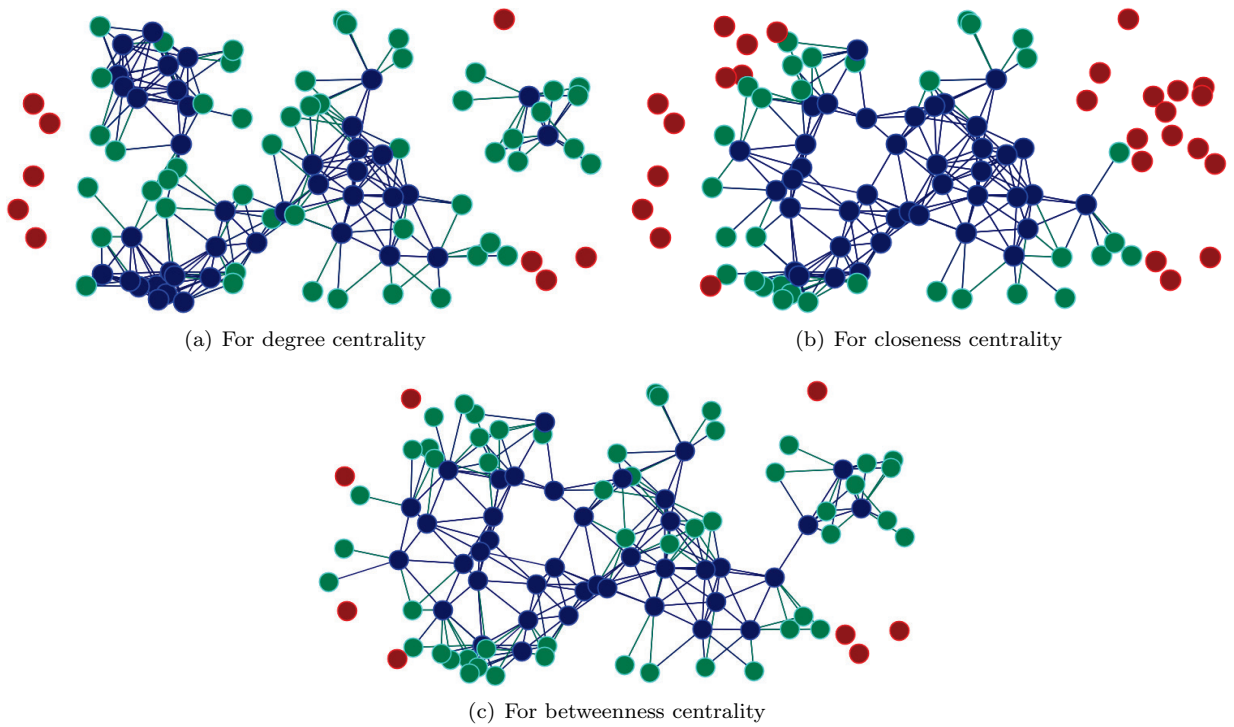 (a) For degree centrality
(b) For closeness centrality
(c) For betweenness centrality